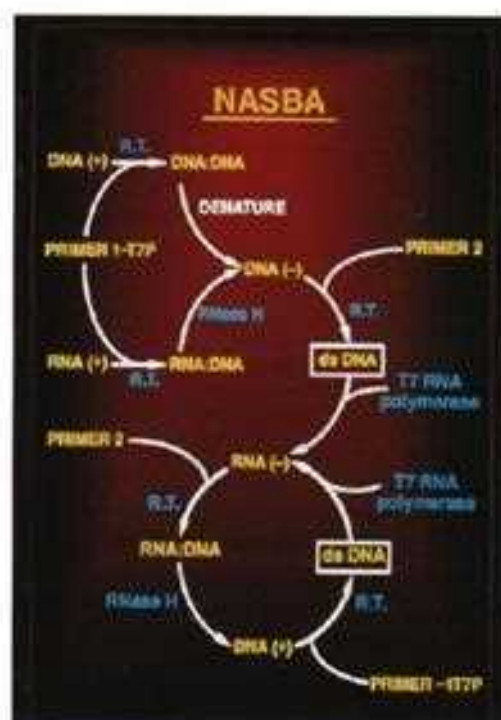 NASBA
R.T.
DNA (+) DNA:DNA
DENATURE
PRIMER 1-T7P
DNA (–) PRIMER 2
RNase H R.T.
RNA (+) RNA:DNA ds DNA
R.T.
T7 RNA
polymerase
PRIMER 2
RNA (–)
T7 RNA
polymerase
R.T.
RNA:DNA ds DNA
RNase H R.T.
DNA (+)
PRIMER –1T7P